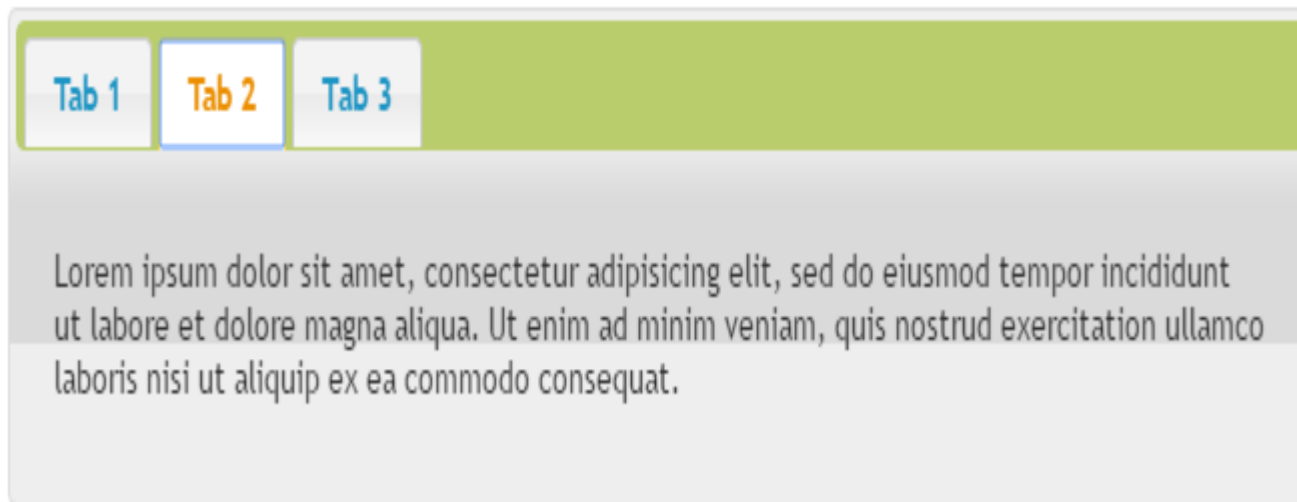 Tab 1 Tab 2 Tab 3
Lorem ipsum dolor sit amet, consectetur adipisicing elit, sed do eiusmod tempor incididunt
ut labore et dolore magna aliqua. Ut enim ad minim veniam, quis nostrud exercitation ullamco
laboris nisi ut aliquip ex ea commodo consequat.